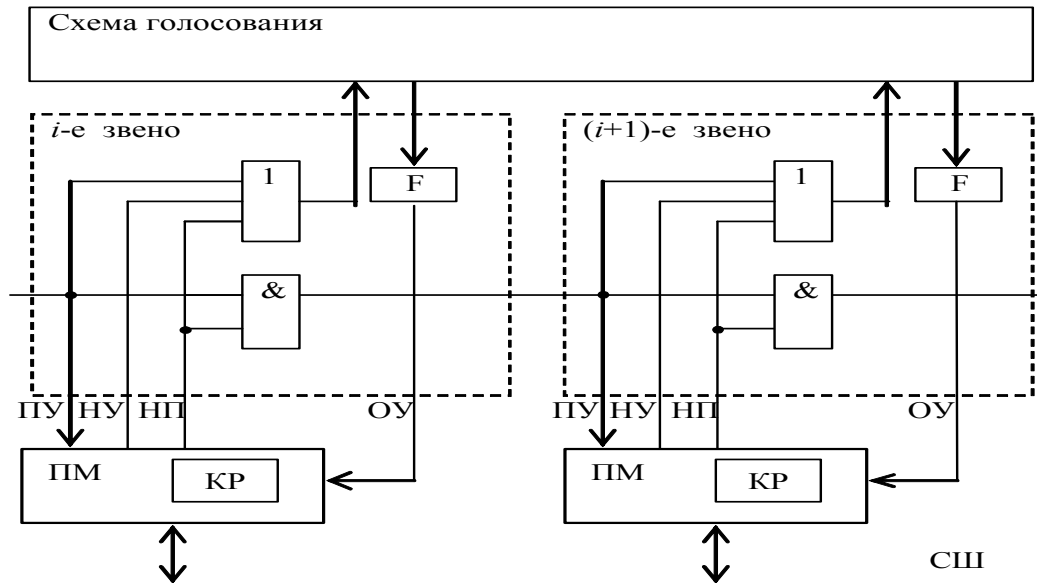 Схема голосования
i-е звено
(i+1)-е звено
1
F
1
F
&
&
ПУ НУ НП ОУ
ПУ НУ НП ОУ
ПМ
КР
ПМ
КР
СШ